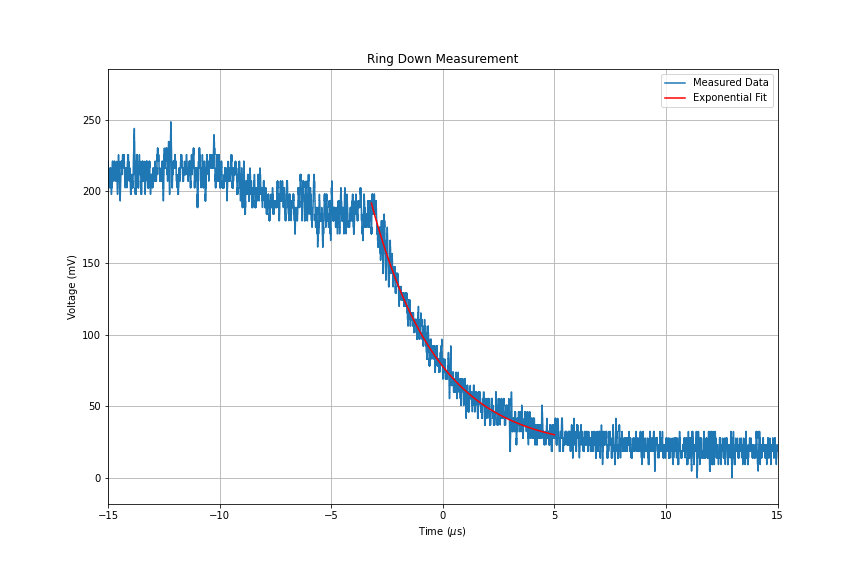 Ring Down Measurement
Measured Data
Exponential Fit
250
200
150
100
50
0
Voltage (mV)
−15
−10
−5
0
5
10
15
Time (μs)